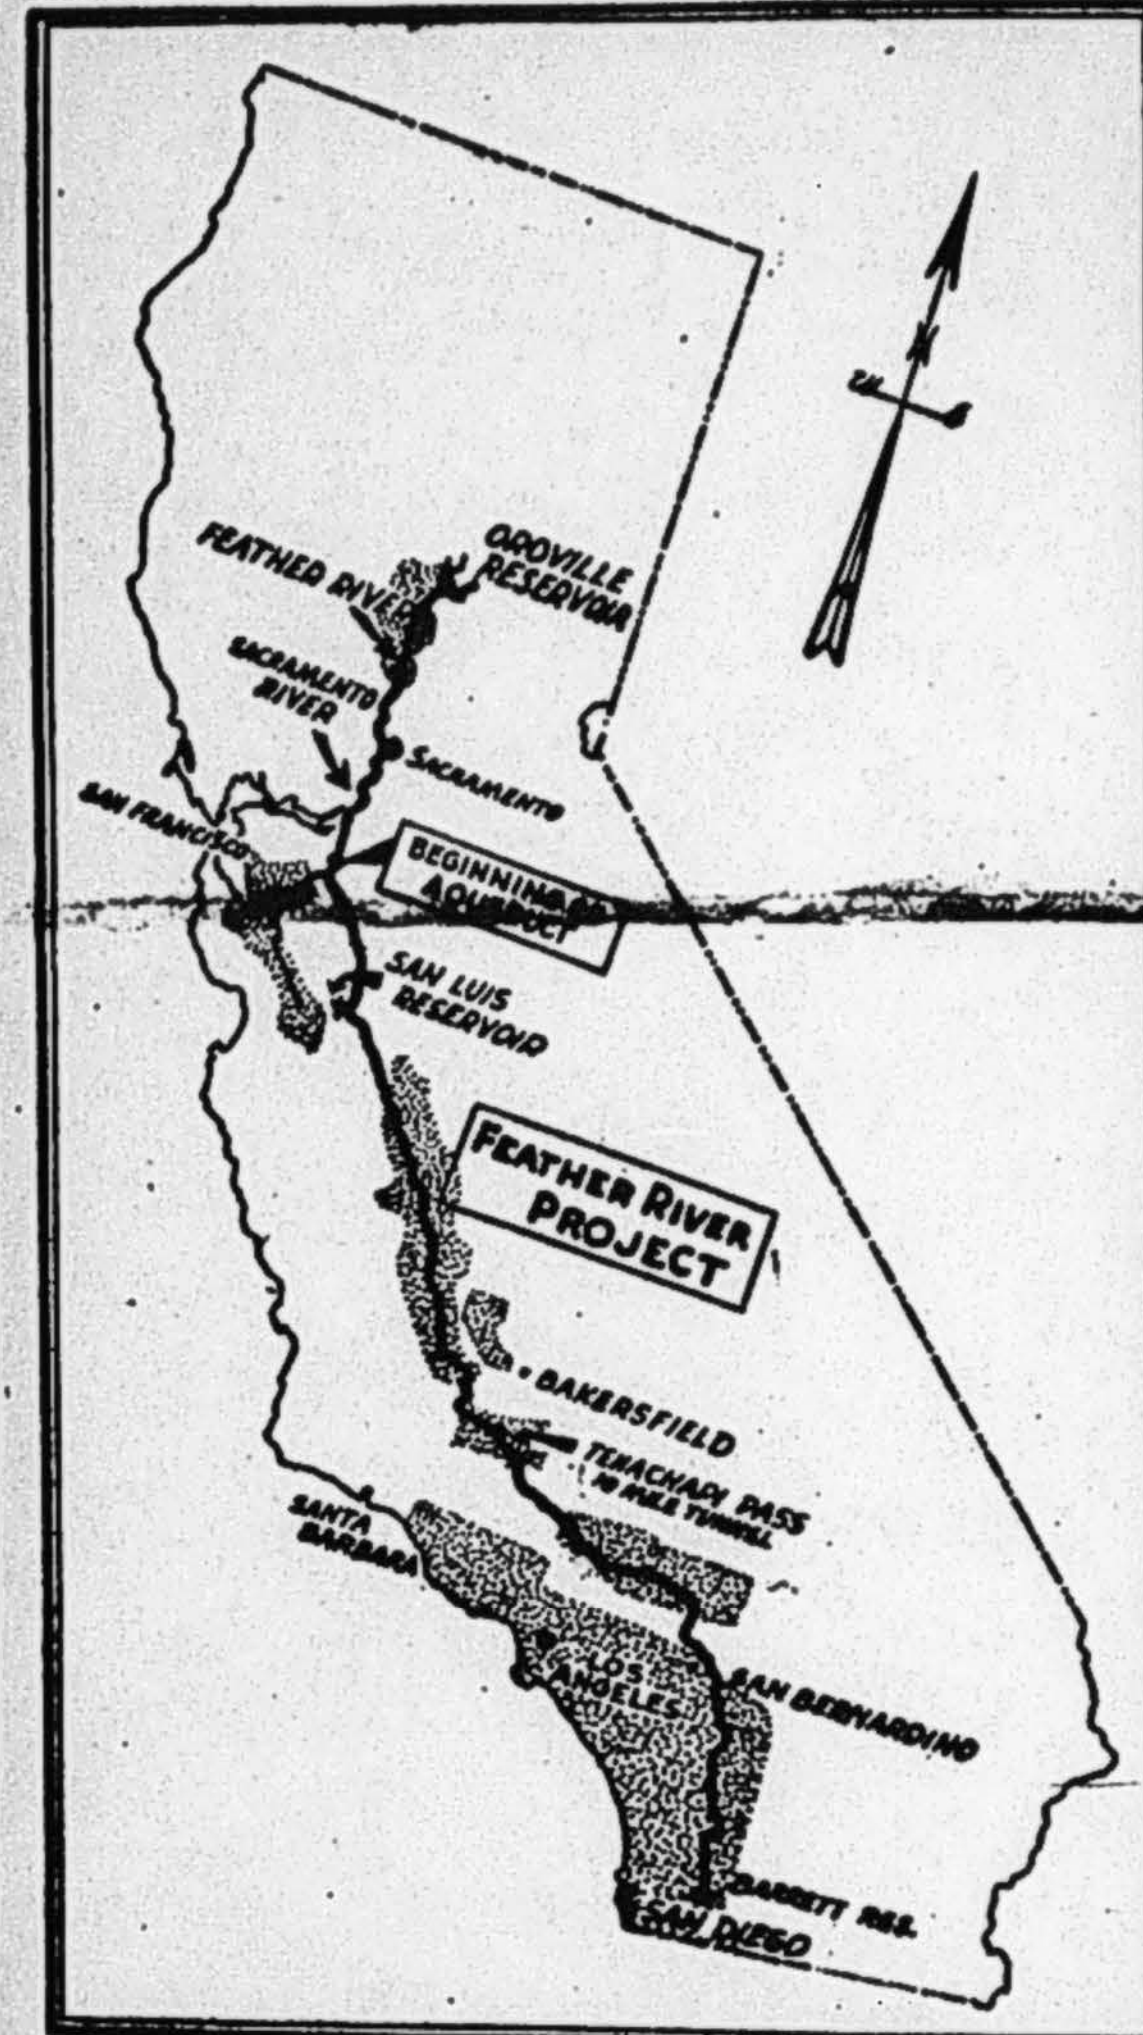 OROVILLE
RESERVOIR
FEATHER RIVER
SACRAMENTO
RIVER
SACRAMENTO
SAN FRANCISCO
BEGINNING OF
AQUEDUCT
SAN LUIS
RESERVOIR
FEATHER RIVER
PROJECT
BAKERSFIELD
TEHACHAPI PASS
10 MILE TUNNEL
SANTA
BARBARA
LOS
ANGELES
SAN BERNARDINO
BARRETT RES.
SAN DIEGO